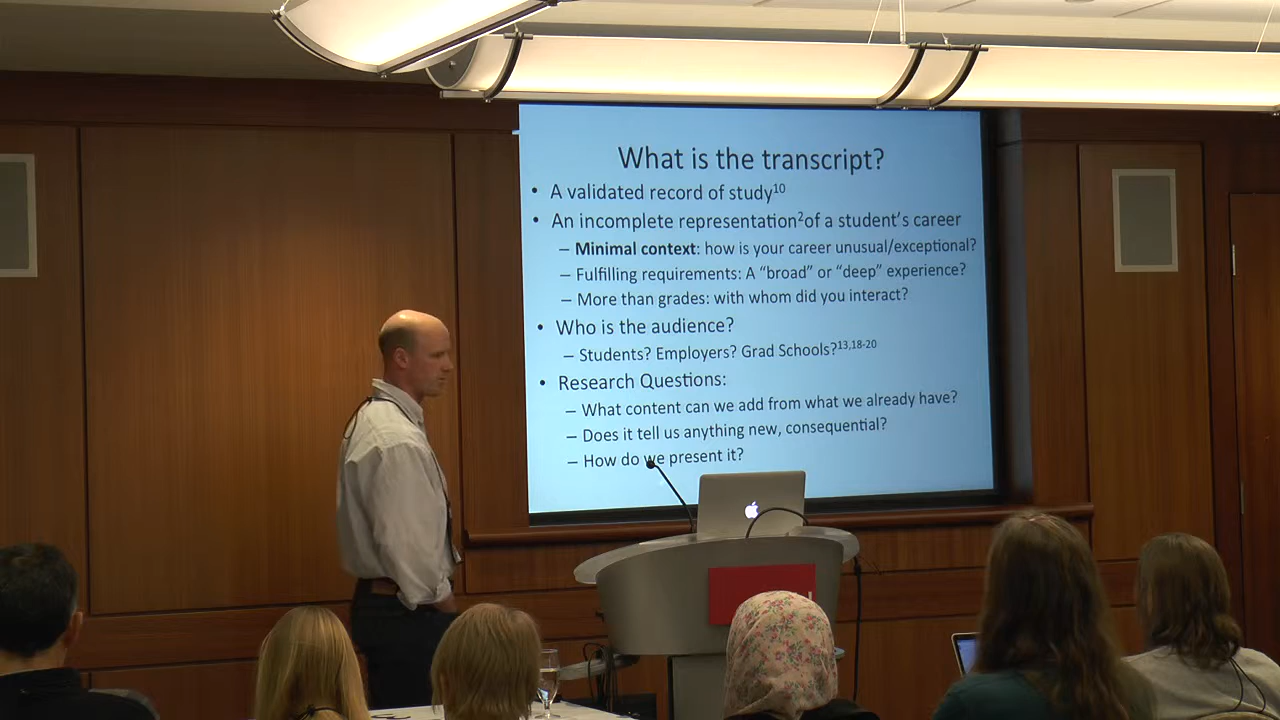 What is the transcript?
• A validated record of study10
• An incomplete representation2of a student's career
– Minimal context: how is your career unusual/exceptional?
– Fulfilling requirements: A "broad" or "deep" experience?
– More than grades: with whom did you interact?
• Who is the audience?
– Students? Employers? Grad Schools?13,18-20
• Research Questions:
– What content can we add from what we already have?
– Does it tell us anything new, consequential?
– How do we present it?